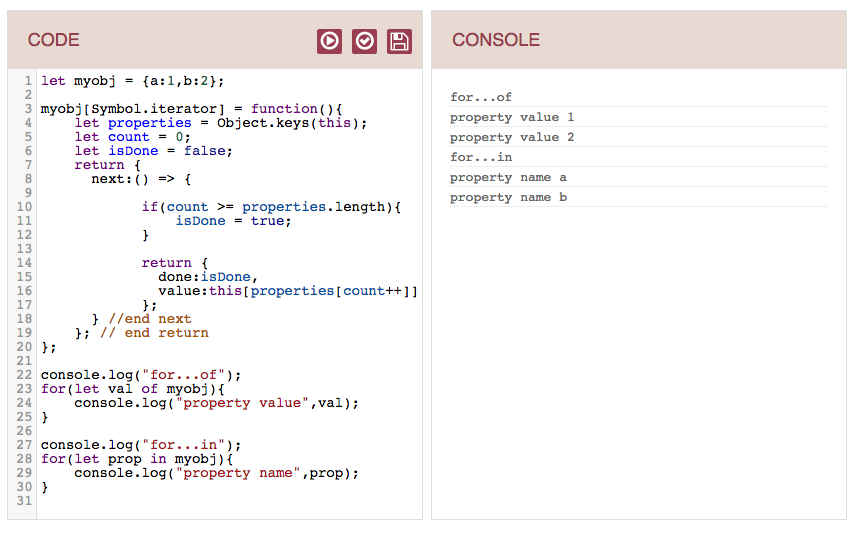 CODE
1 let myobj = {a:1,b:2};
2
3 myobj[Symbol.iterator] = function(){
4     let properties = Object.keys(this);
5     let count = 0;
6     let isDone = false;
7     return {
8       next:() => {
9
10             if(count >= properties.length){
11                 isDone = true;
12             }
13
14             return {
15               done:isDone,
16               value:this[properties[count++]]
17             };
18       } //end next
19     }; // end return
20 };
21
22 console.log("for...of");
23 for(let val of myobj){
24     console.log("property value",val);
25 }
26
27 console.log("for...in");
28 for(let prop in myobj){
29     console.log("property name",prop);
30 }
31
CONSOLE
for...of
property value 1
property value 2
for...in
property name a
property name b